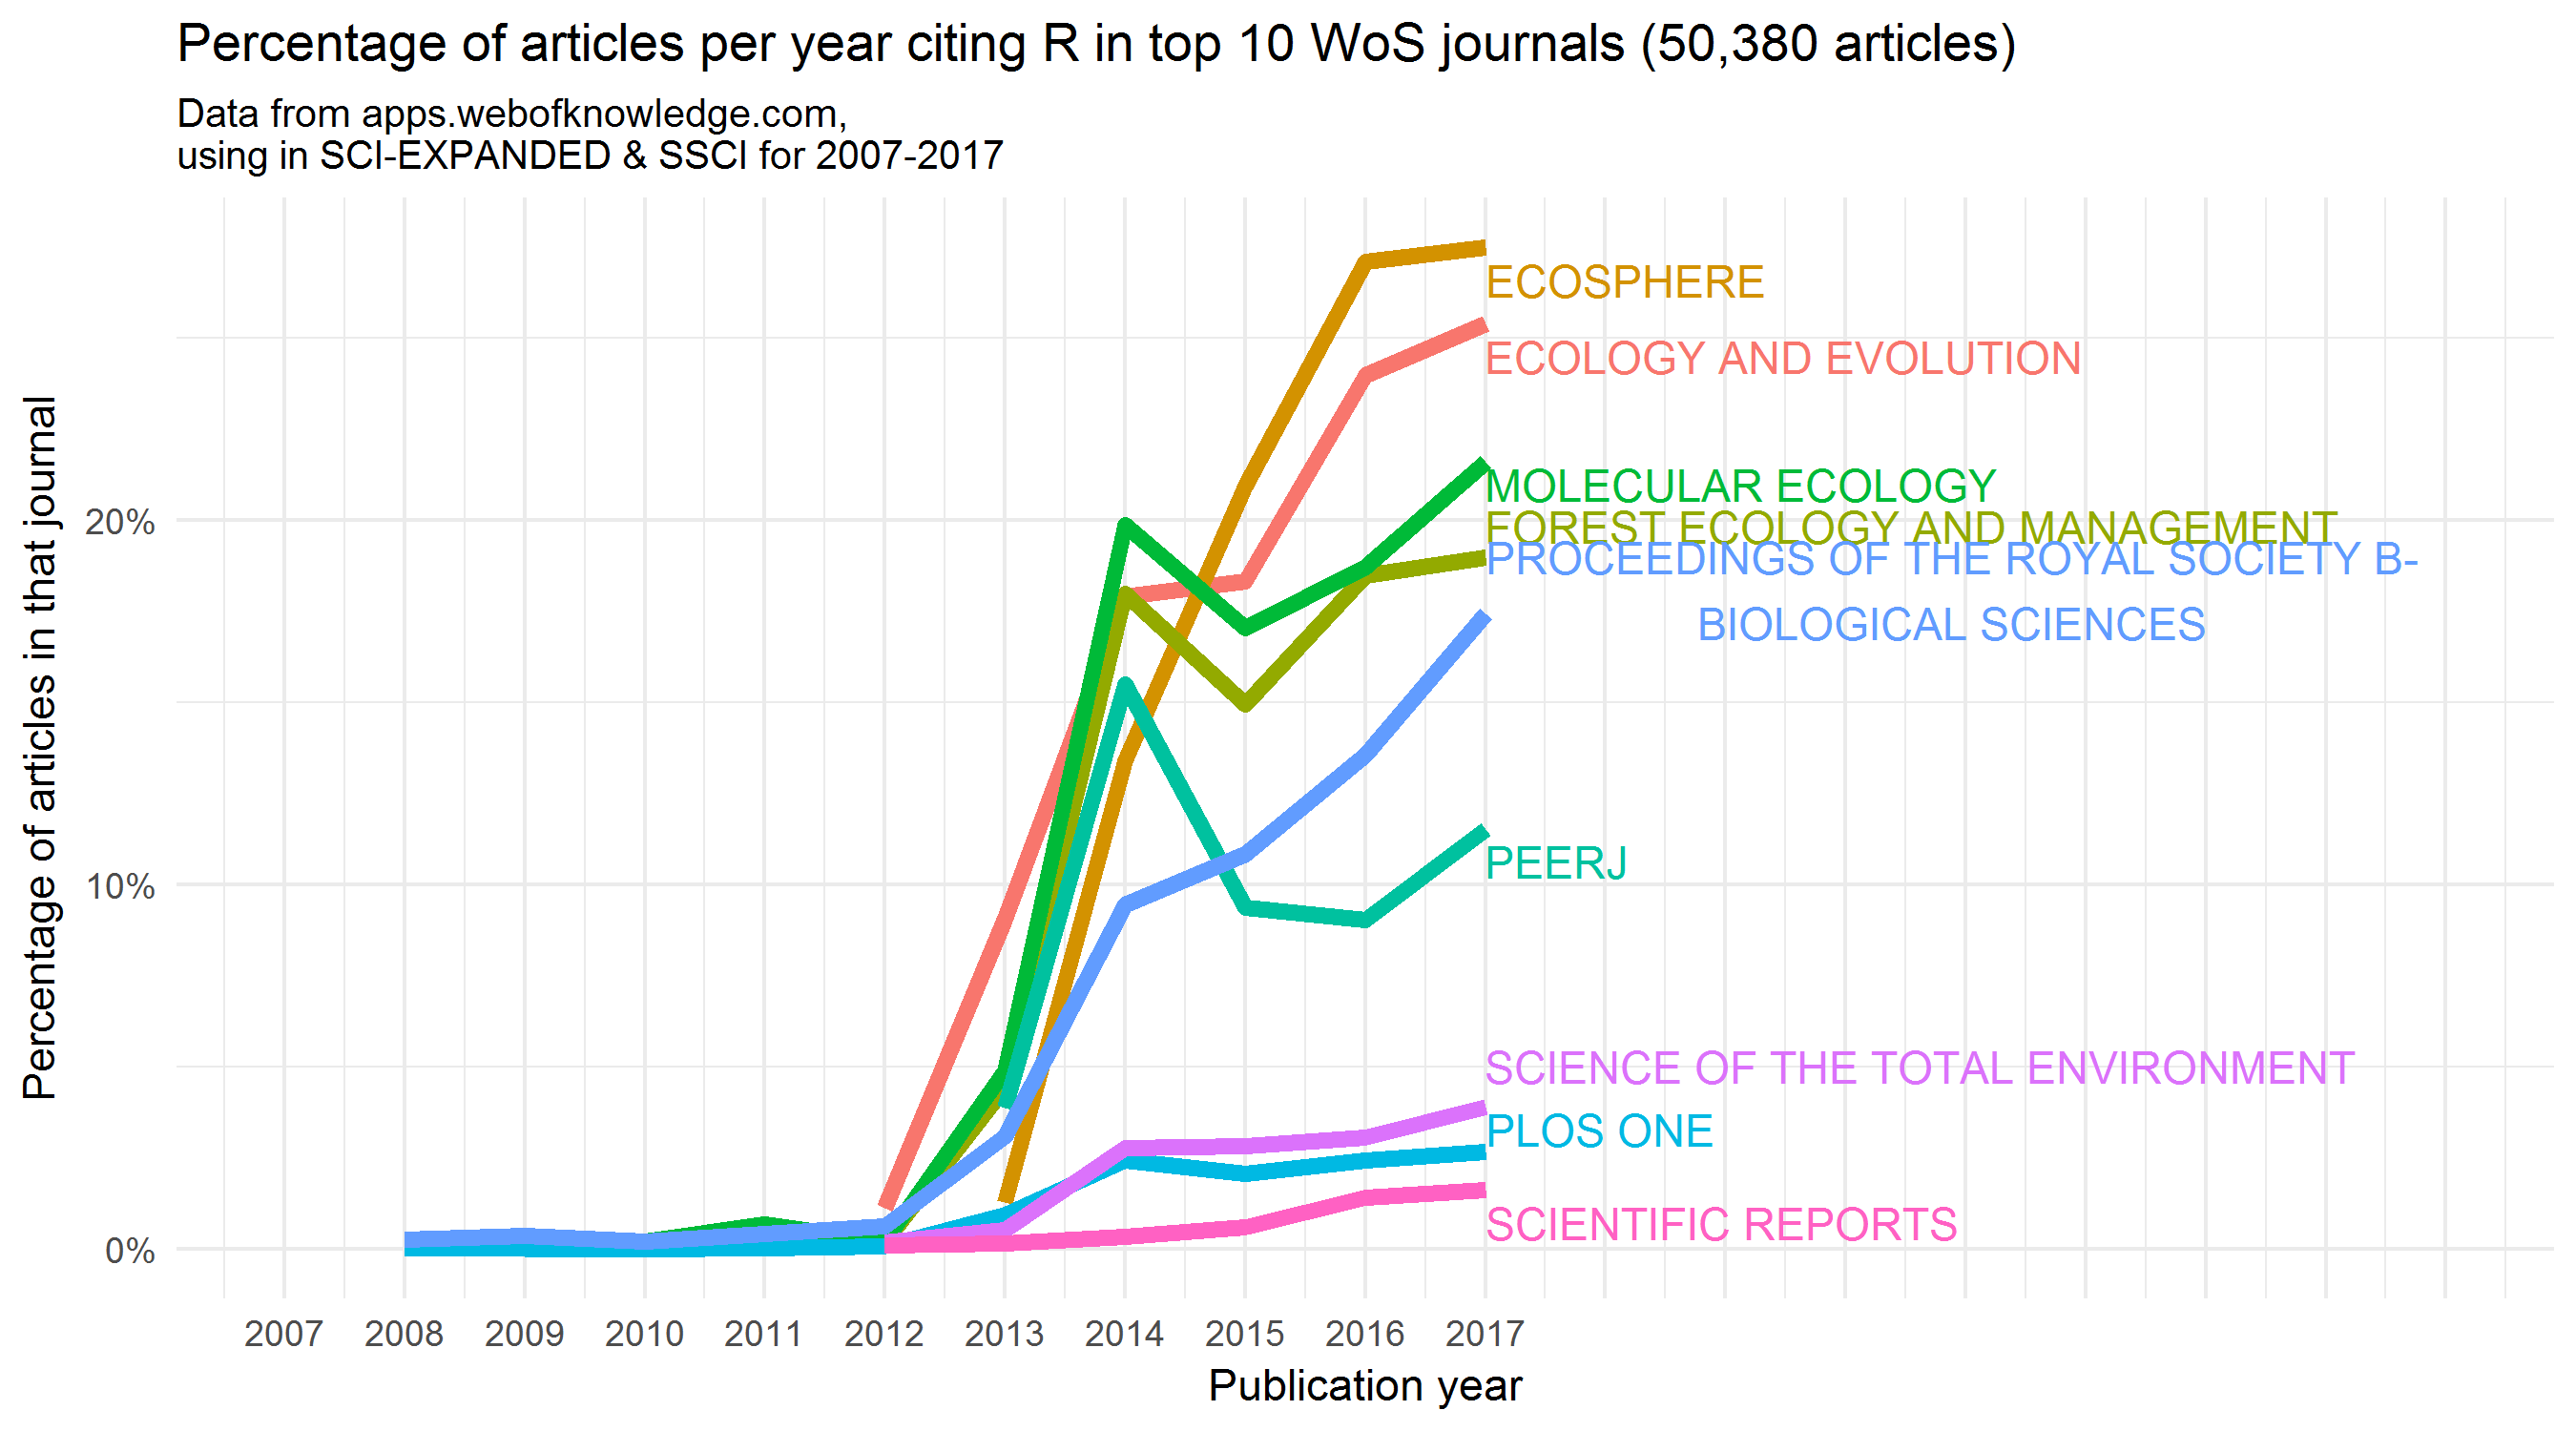 Percentage of articles per year citing R in top 10 WoS journals (50,380 articles)
Data from apps.webofknowledge.com,
using in SCI-EXPANDED & SSCI for 2007-2017
Percentage of articles in that journal
20%
10%
0%
ECOSPHERE
ECOLOGY AND EVOLUTION
MOLECULAR ECOLOGY
FOREST ECOLOGY AND MANAGEMENT
PROCEEDINGS OF THE ROYAL SOCIETY B-
BIOLOGICAL SCIENCES
PEERJ
SCIENCE OF THE TOTAL ENVIRONMENT
PLOS ONE
SCIENTIFIC REPORTS
2007 2008 2009 2010 2011 2012 2013 2014 2015 2016 2017
Publication year